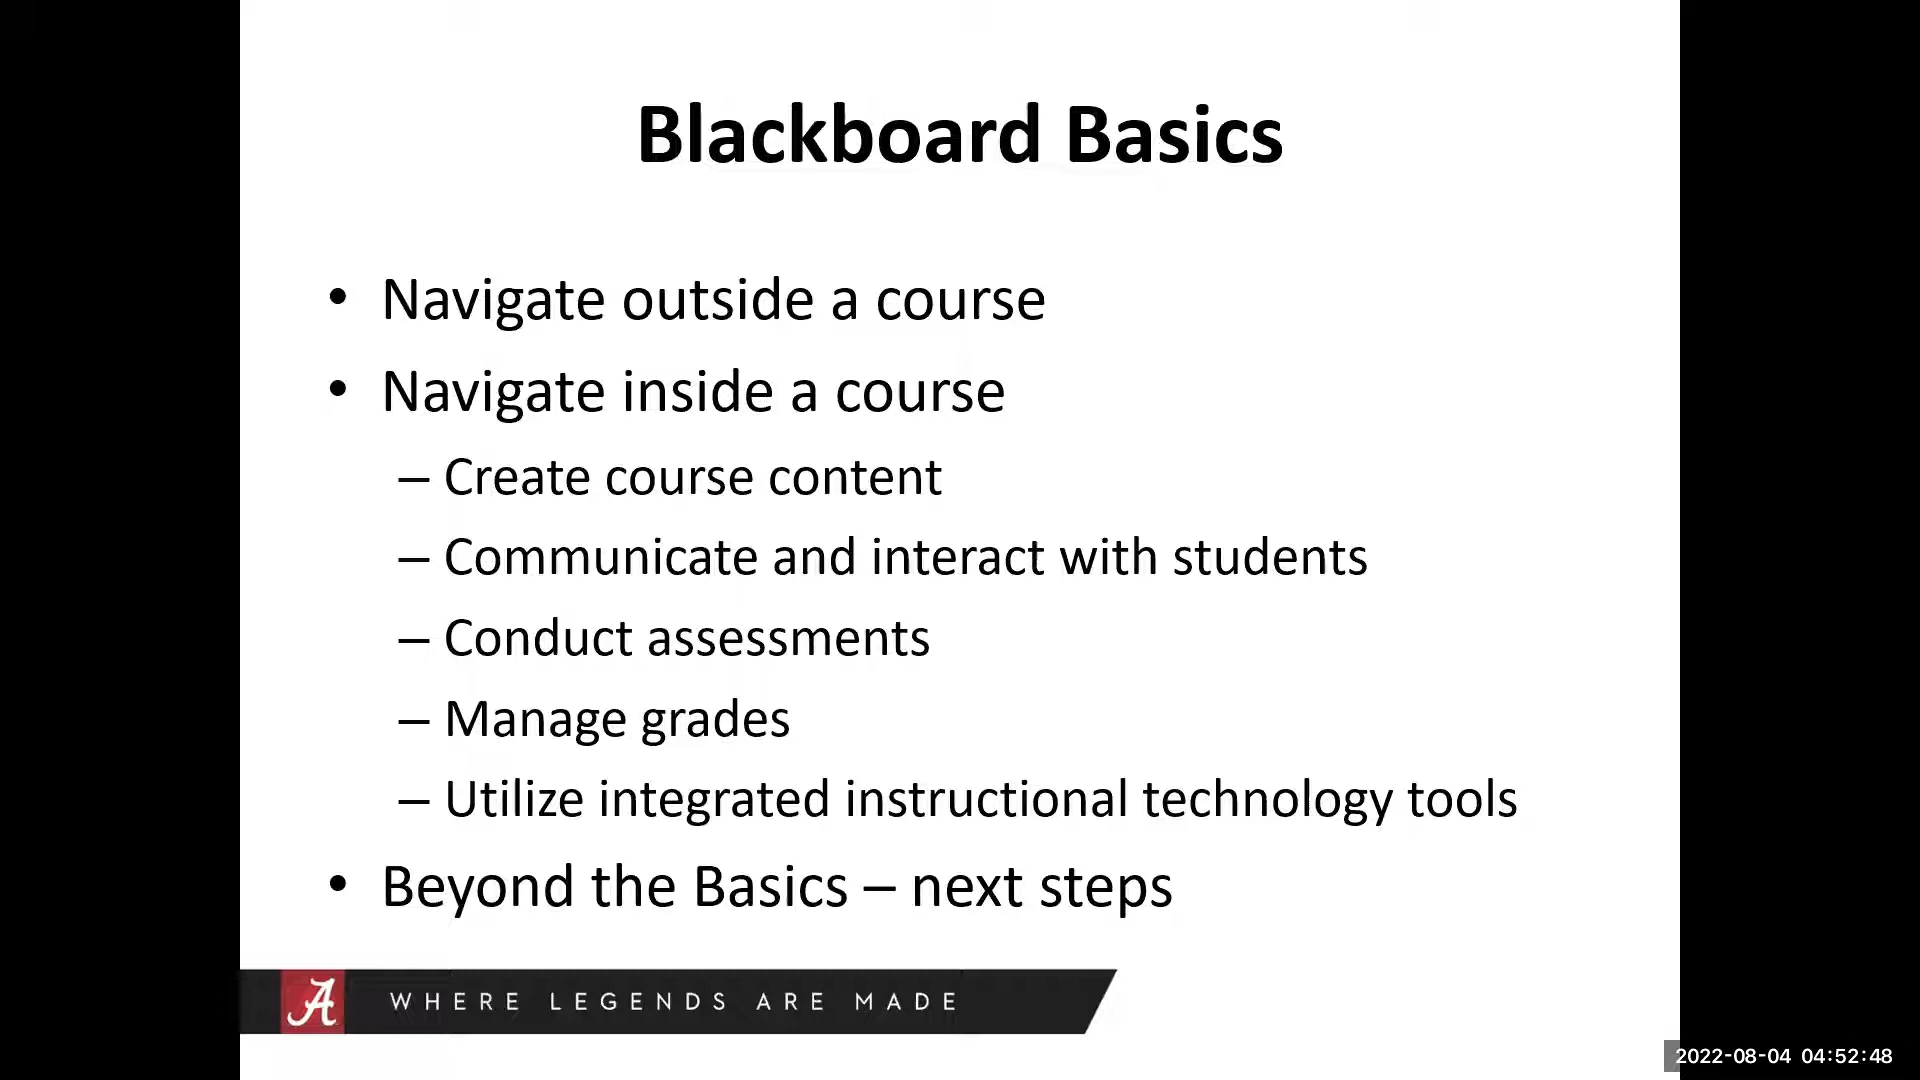 Blackboard Basics
• Navigate outside a course
• Navigate inside a course
– Create course content
– Communicate and interact with students
– Conduct assessments
– Manage grades
– Utilize integrated instructional technology tools
• Beyond the Basics – next steps
A WHERE LEGENDS ARE MADE
2022-08-04 04:52:48